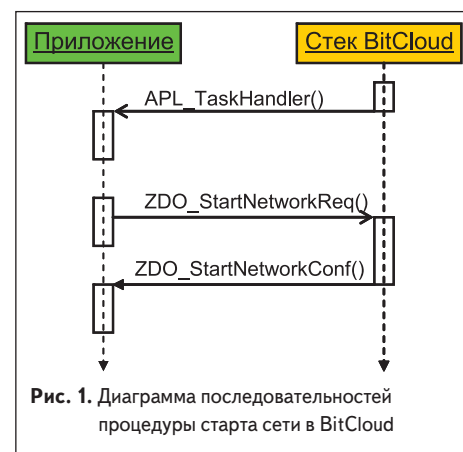 Приложение
Стек BitCloud
APL_TaskHandler()
ZDO_StartNetworkReq()
ZDO_StartNetworkConf()
Рис. 1. Диаграмма последовательностей
процедуры старта сети в BitCloud